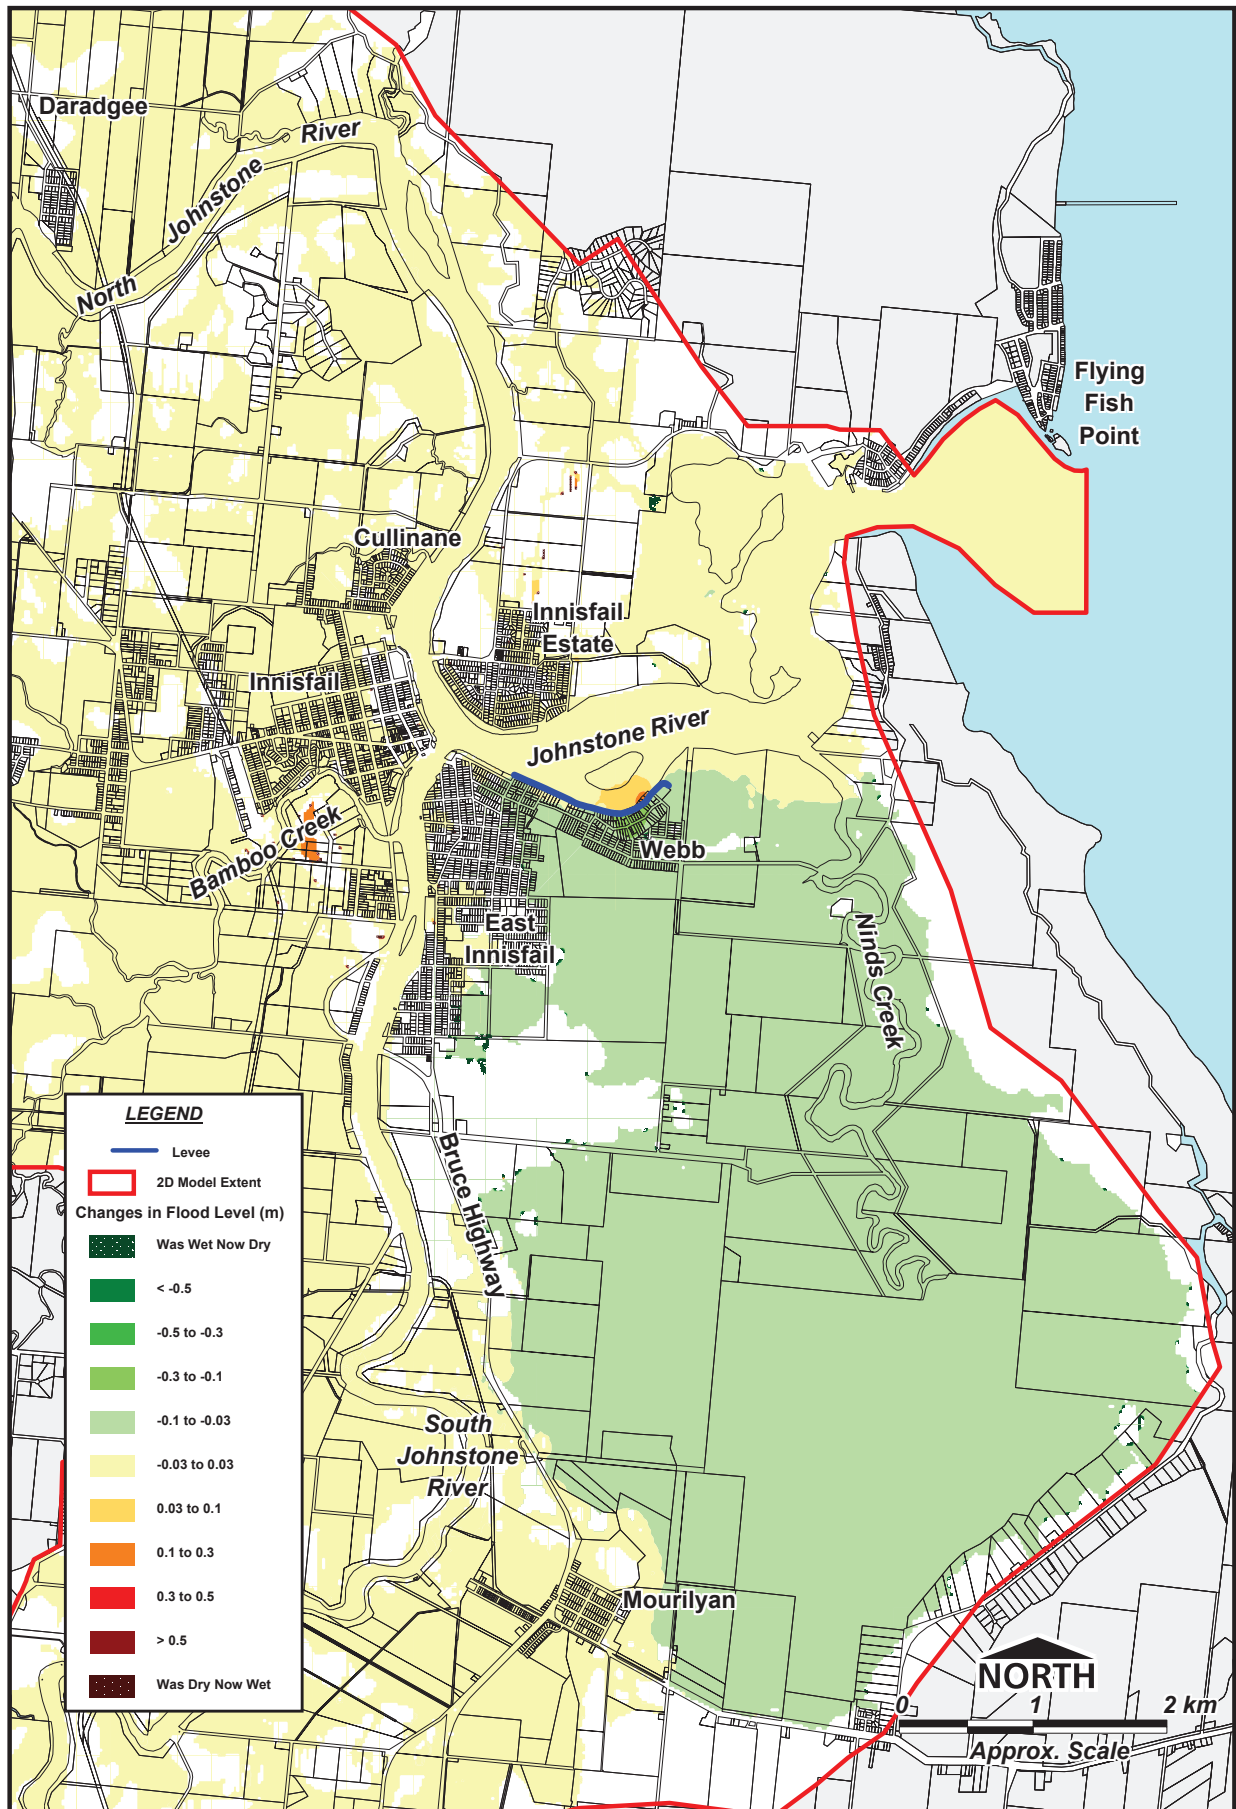 Daradgee
North
Johnstone
River
Flying
Fish
Point
Cullinane
Innisfail
Estate
Innisfail
Johnstone River
Bamboo Creek
Webb
East
Innisfail
Ninds Creek
Bruce Highway
South
Johnstone
River
Mourilyan
LEGEND
Levee
2D Model Extent
Changes in Flood Level (m)
Was Wet Now Dry
< -0.5
-0.5 to -0.3
-0.3 to -0.1
-0.1 to -0.03
-0.03 to 0.03
0.03 to 0.1
0.1 to 0.3
0.3 to 0.5
> 0.5
Was Dry Now Wet
NORTH
0 1 2 km
Approx. Scale